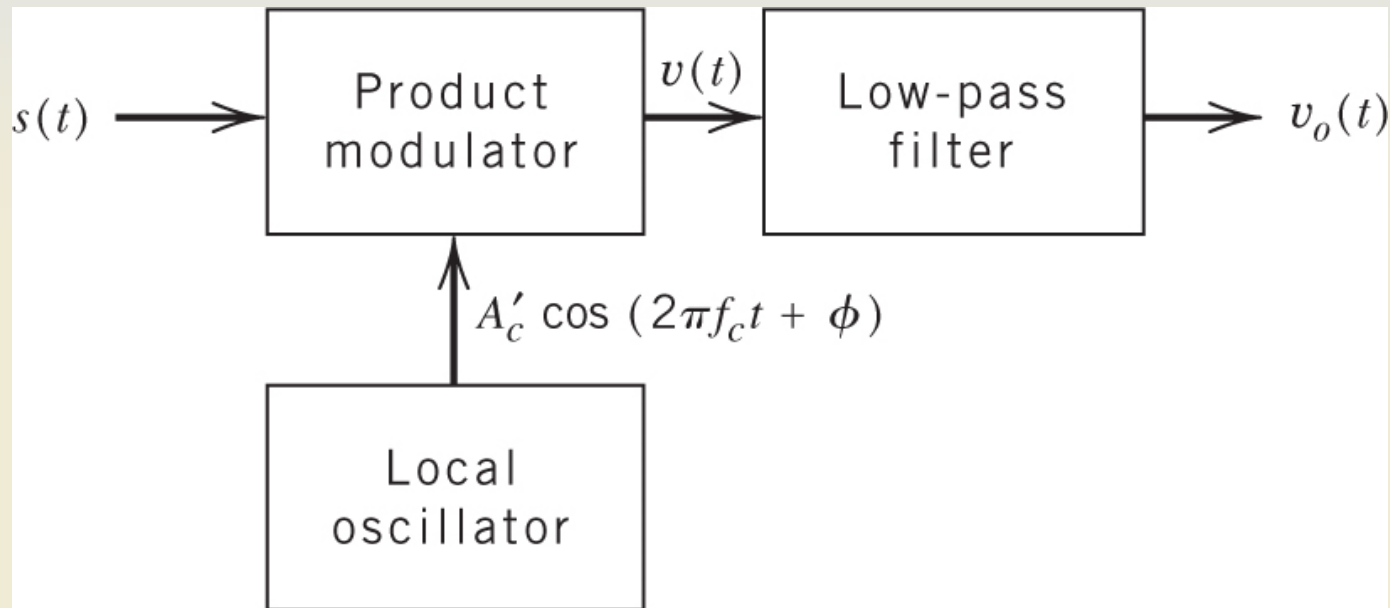 s(t)
Product
modulator
v(t)
Low-pass
filter
v_o(t)
A′_c cos (2πf_ct + ϕ)
Local
oscillator